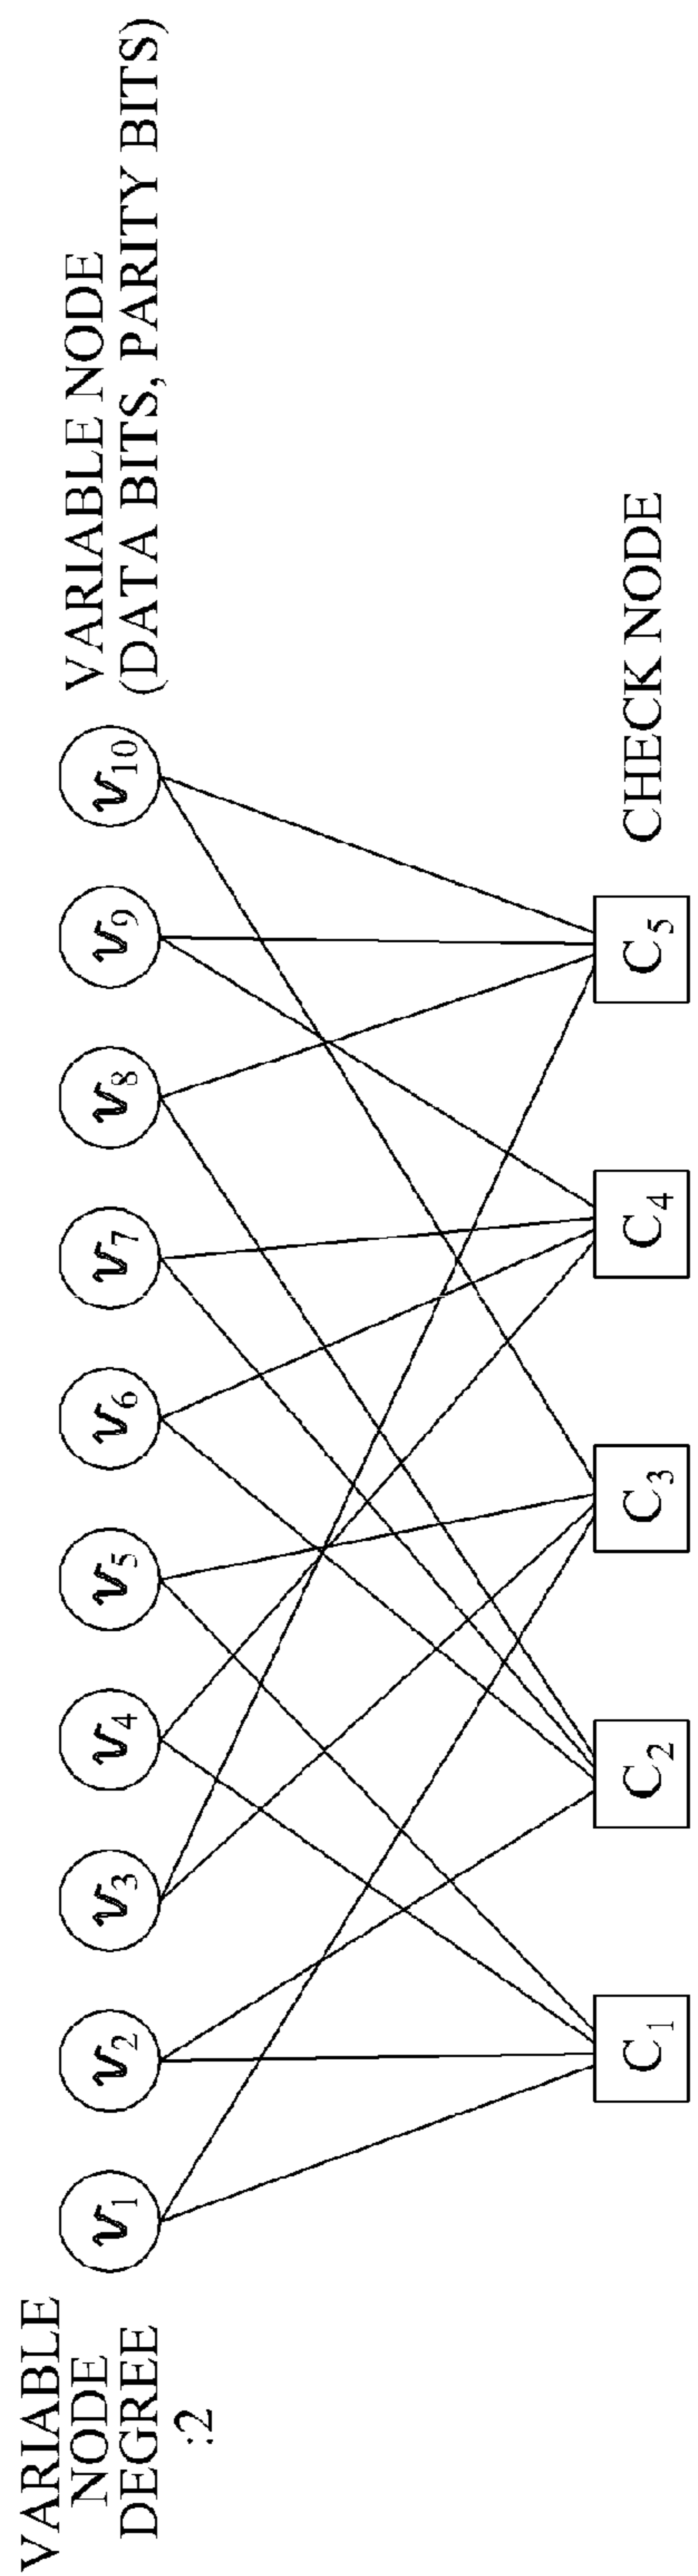 VARIABLE
NODE
DEGREE
:2
v1 v2 v3 v4 v5 v6 v7 v8 v9 v10
VARIABLE NODE
(DATA BITS, PARITY BITS)
C1 C2 C3 C4 C5
CHECK NODE